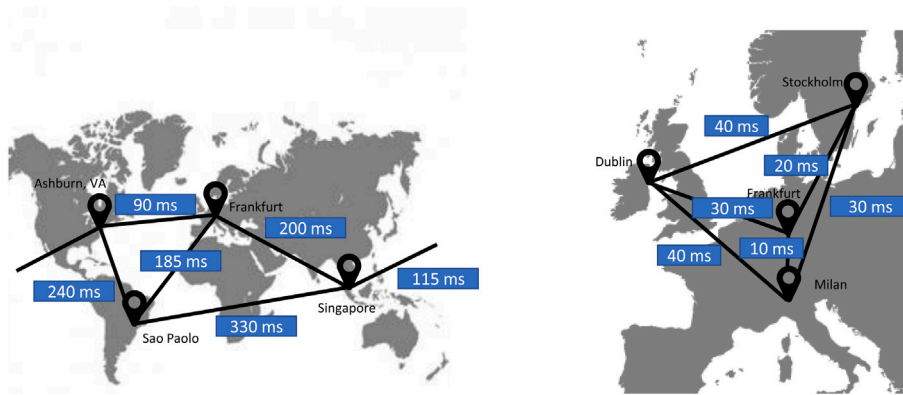 Ashburn, VA
90 ms
Frankfurt
200 ms
185 ms
240 ms
115 ms
Singapore
330 ms
Sao Paolo
Stockholm
40 ms
Dublin
20 ms
Frankfurt
30 ms
30 ms
10 ms
40 ms
Milan